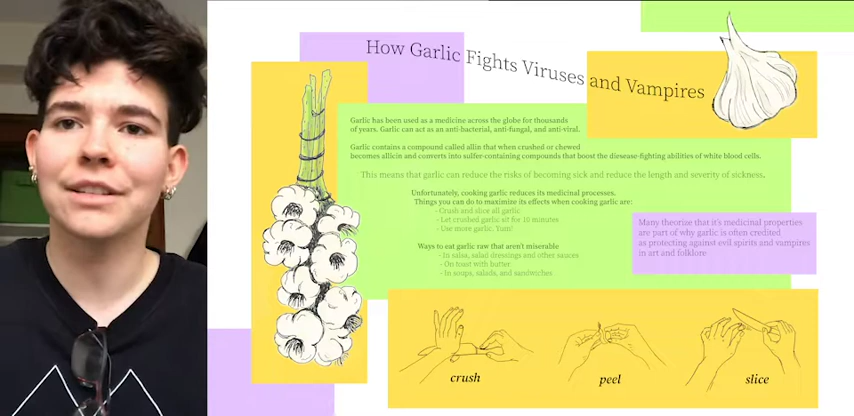 How Garlic Fights Viruses and Vampires
Garlic has been used as a medicine across the globe for thousands
of years. Garlic can act as an anti-bacterial, anti-fungal, and anti-viral.
Garlic contains a compound called allin that when crushed or chewed
becomes allicin and converts into sulfer-containing compounds that boost the diesease-fighting abilities of white blood cells.
This means that garlic can reduce the risks of becoming sick and reduce the length and severity of sickness.
Unfortunately, cooking garlic reduces its medicinal processes.
Things you can do to maximize its effects when cooking garlic are:
- Crush and slice all garlic
- Let crushed garlic sit for 10 minutes
- Use more garlic. Yum!
Many theorize that it's medicinal properties
are part of why garlic is often credited
as protecting against evil spirits and vampires
in art and folklore
Ways to eat garlic raw that aren't miserable
- In salsa, salad dressings and other sauces
- On toast with butter
- In soups, salads, and sandwiches
crush
peel
slice